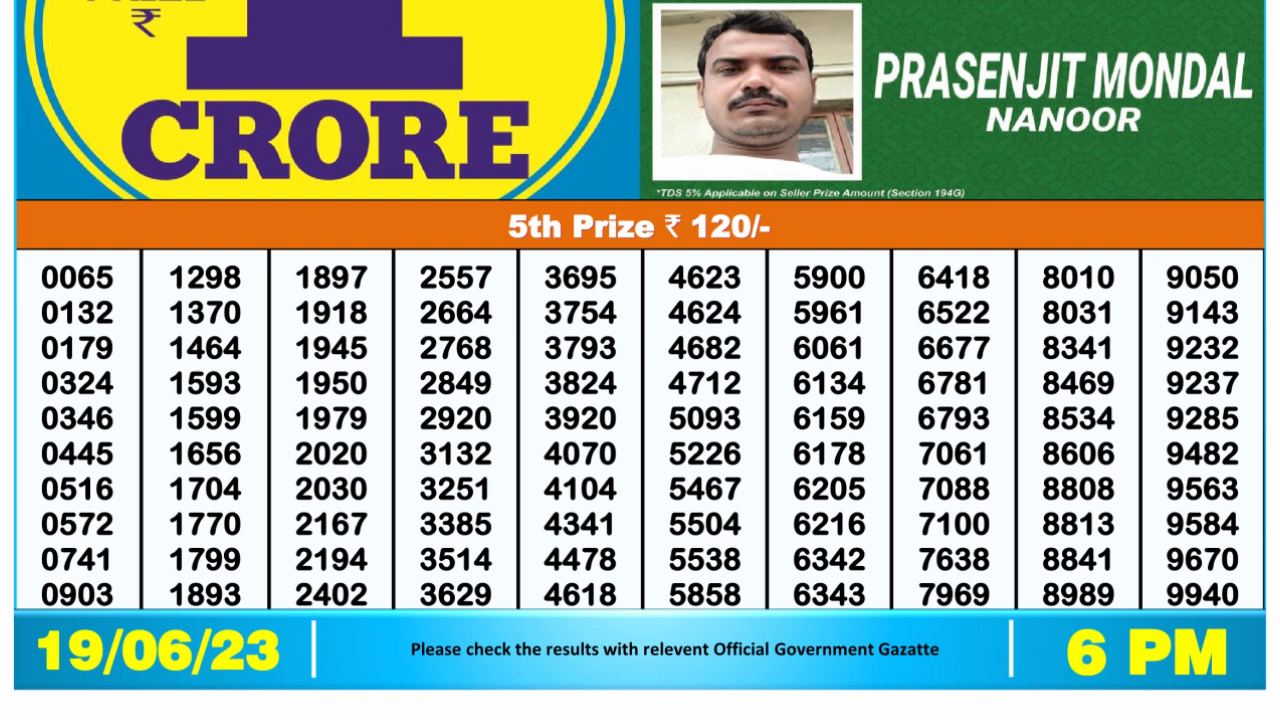 ₹
1
CRORE
PRASENJIT MONDAL
NANOOR
*TDS 5% Applicable on Seller Prize Amount (Section 194G)
5th Prize ₹ 120/-
0065 1298 1897 2557 3695 4623 5900 6418 8010 9050
0132 1370 1918 2664 3754 4624 5961 6522 8031 9143
0179 1464 1945 2768 3793 4682 6061 6677 8341 9232
0324 1593 1950 2849 3824 4712 6134 6781 8469 9237
0346 1599 1979 2920 3920 5093 6159 6793 8534 9285
0445 1656 2020 3132 4070 5226 6178 7061 8606 9482
0516 1704 2030 3251 4104 5467 6205 7088 8808 9563
0572 1770 2167 3385 4341 5504 6216 7100 8813 9584
0741 1799 2194 3514 4478 5538 6342 7638 8841 9670
0903 1893 2402 3629 4618 5858 6343 7969 8989 9940
19/06/23
Please check the results with relevent Official Government Gazatte
6 PM